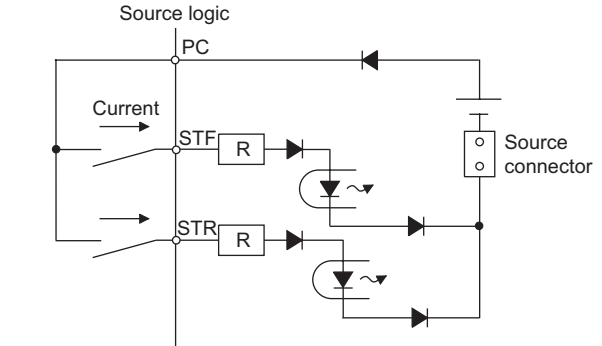 Source logic
PC
Current
STF
R
Source
connector
STR
R